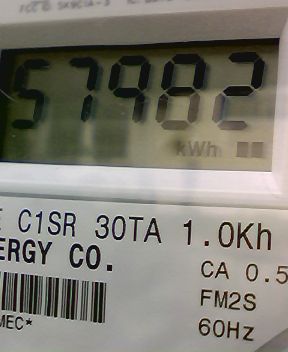 57982
kWh
C1SR 30TA 1.0Kh
ERGY CO.
CA 0.5
FM2S
60Hz
MEC*